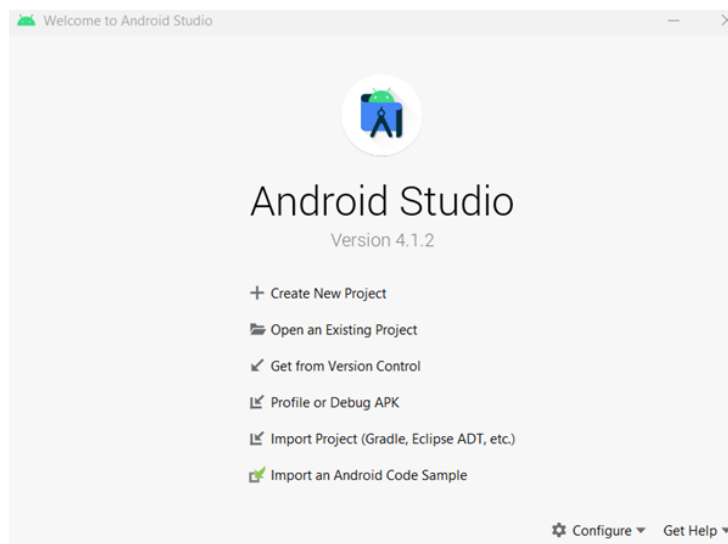 Welcome to Android Studio
Android Studio
Version 4.1.2
Create New Project
Open an Existing Project
Get from Version Control
Profile or Debug APK
Import Project (Gradle, Eclipse ADT, etc.)
Import an Android Code Sample
Configure Get Help